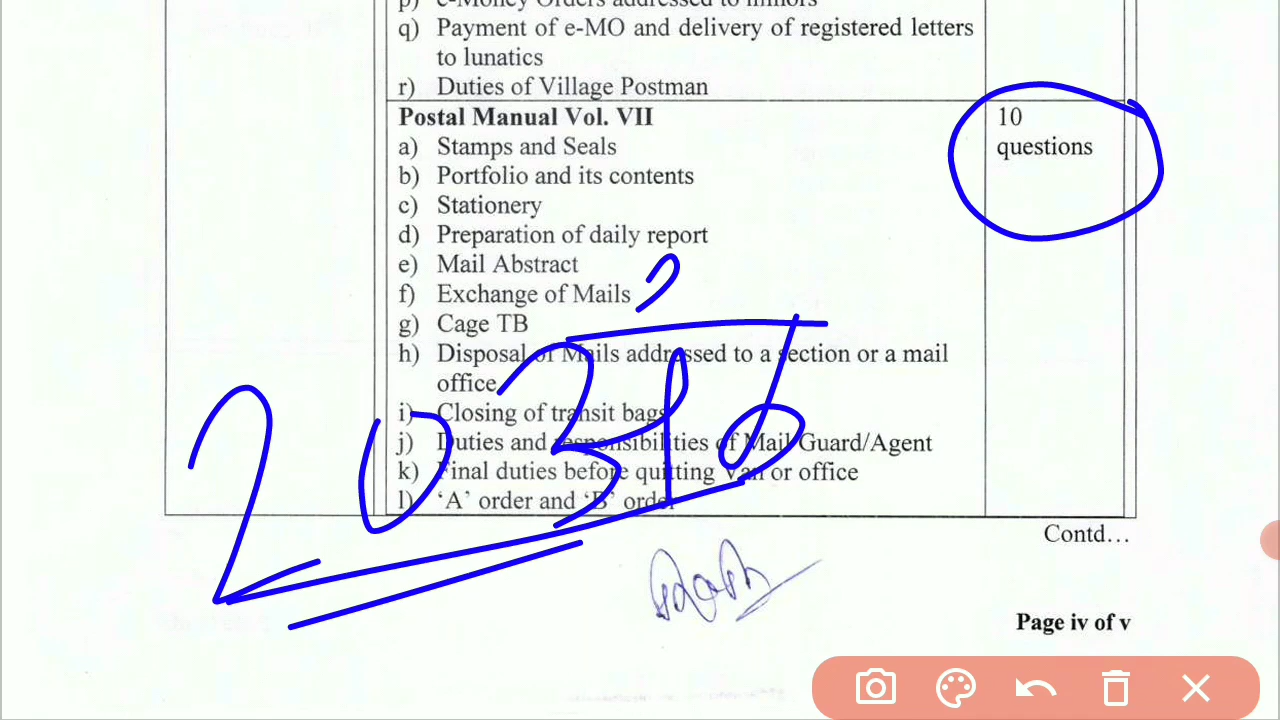 p) e-Money Orders addressed to minors
q) Payment of e-MO and delivery of registered letters
to lunatics
r) Duties of Village Postman
Postal Manual Vol. VII
10
questions
a) Stamps and Seals
b) Portfolio and its contents
c) Stationery
d) Preparation of daily report
e) Mail Abstract
f) Exchange of Mails
g) Cage TB
h) Disposal of Mails addressed to a section or a mail
office
i) Closing of transit bags
j) Duties and responsibilities of Mail Guard/Agent
k) Final duties before quitting Van or office
l) ‘A’ order and ‘B’ order
Contd…
Page iv of v